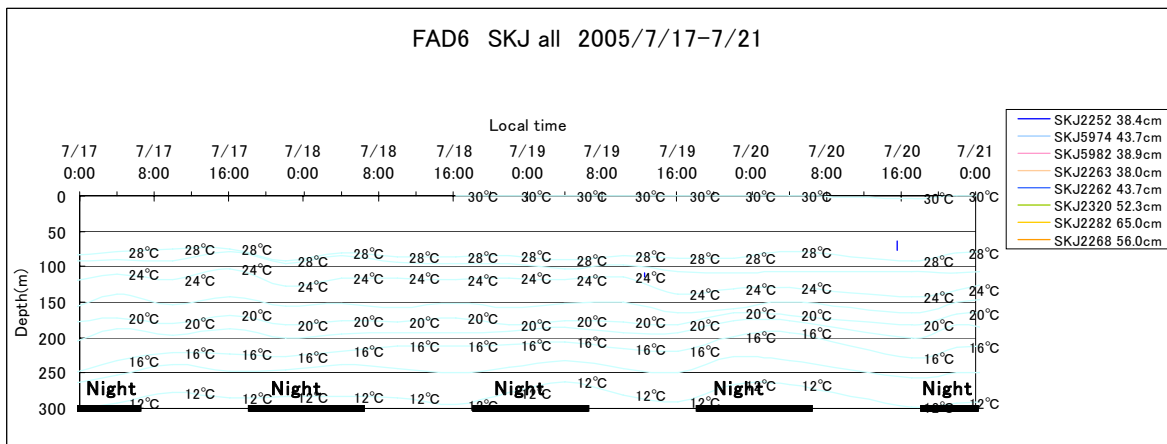 FAD6 SKJ all 2005/7/17-7/21
Local time
7/17 7/17 7/17 7/18 7/18 7/18 7/19 7/19 7/19 7/20 7/20 7/20 7/21
0:00 8:00 16:00 0:00 8:00 16:00 0:00 8:00 16:00 0:00 8:00 16:00 0:00
SKJ2252 38.4cm
SKJ5974 43.7cm
SKJ5982 38.9cm
SKJ2263 38.0cm
SKJ2262 43.7cm
SKJ2320 52.3cm
SKJ2282 65.0cm
SKJ2268 56.0cm
Depth(m)
0
30℃ 30℃ 30℃ 30℃ 30℃ 30℃ 30℃ 30℃ 30℃
50
28℃ 28℃ 28℃ 28℃ 28℃ 28℃ 28℃ 28℃ 28℃ 28℃ 28℃ 28℃ 28℃ 28℃ 28℃
100
24℃ 24℃ 24℃ 24℃ 24℃ 24℃ 24℃ 24℃ 24℃ 24℃ 24℃ 24℃ 24℃ 24℃ 24℃
150
20℃ 20℃ 20℃ 20℃ 20℃ 20℃ 20℃ 20℃ 20℃ 20℃ 20℃ 20℃ 20℃ 20℃ 20℃
200
16℃ 16℃ 16℃ 16℃ 16℃ 16℃ 16℃ 16℃ 16℃ 16℃ 16℃ 16℃ 16℃ 16℃ 16℃
250
Night Night Night Night Night
12℃ 12℃ 12℃ 12℃ 12℃ 12℃ 12℃ 12℃ 12℃ 12℃ 12℃ 12℃ 12℃ 12℃
300